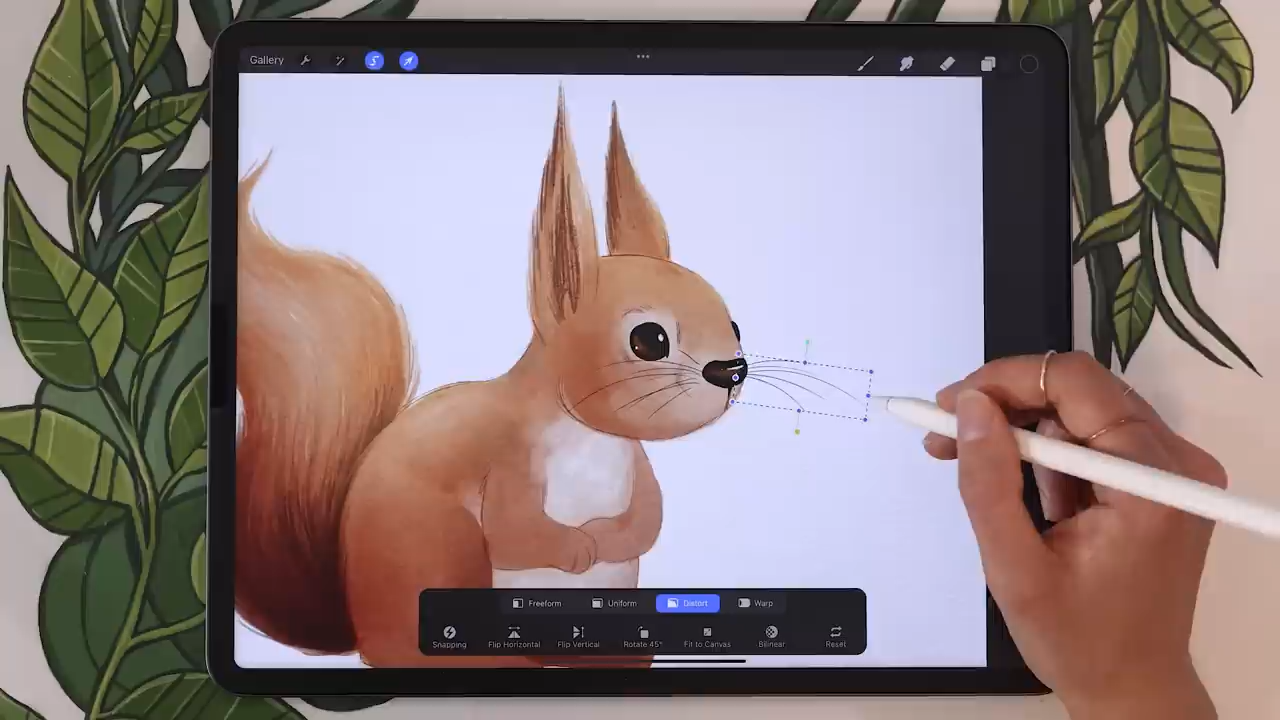 Gallery
Freeform Uniform Distort Warp
Snapping Flip Horizontal Flip Vertical Rotate 45° Fit to Canvas Bilinear Reset